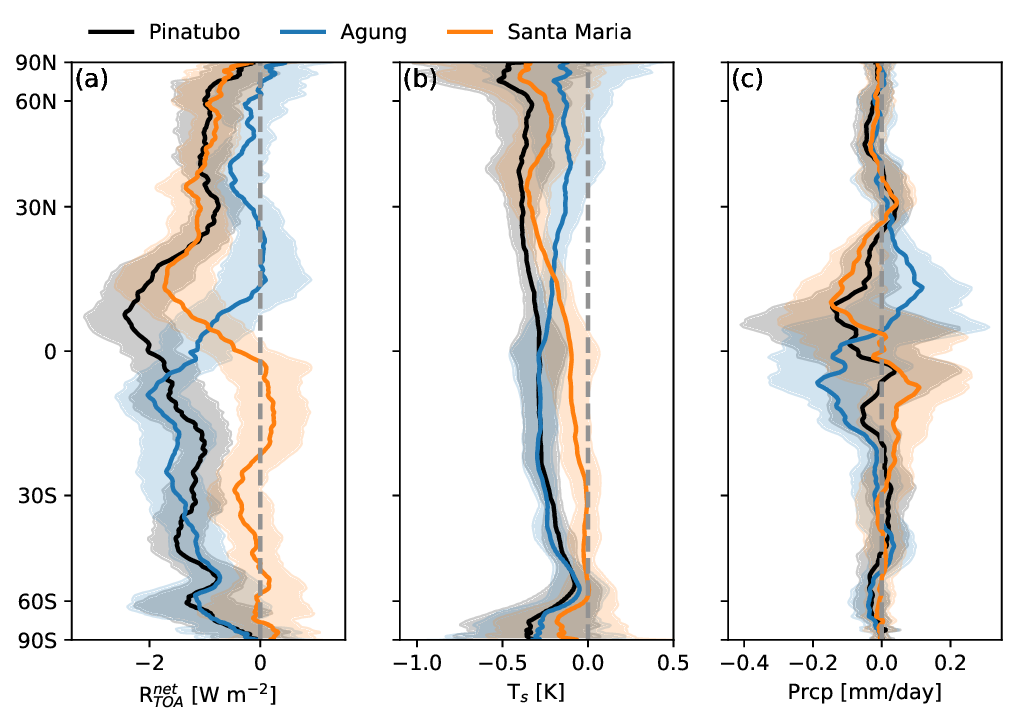 Pinatubo Agung Santa Maria
90N (a) (b) (c)
60N
30N
0
30S
60S
90S
−2 0 −1.0 −0.5 0.0 0.5 −0.4 −0.2 0.0 0.2
R^{net}_{TOA} [W m^{−2}] T_s [K] Prcp [mm/day]